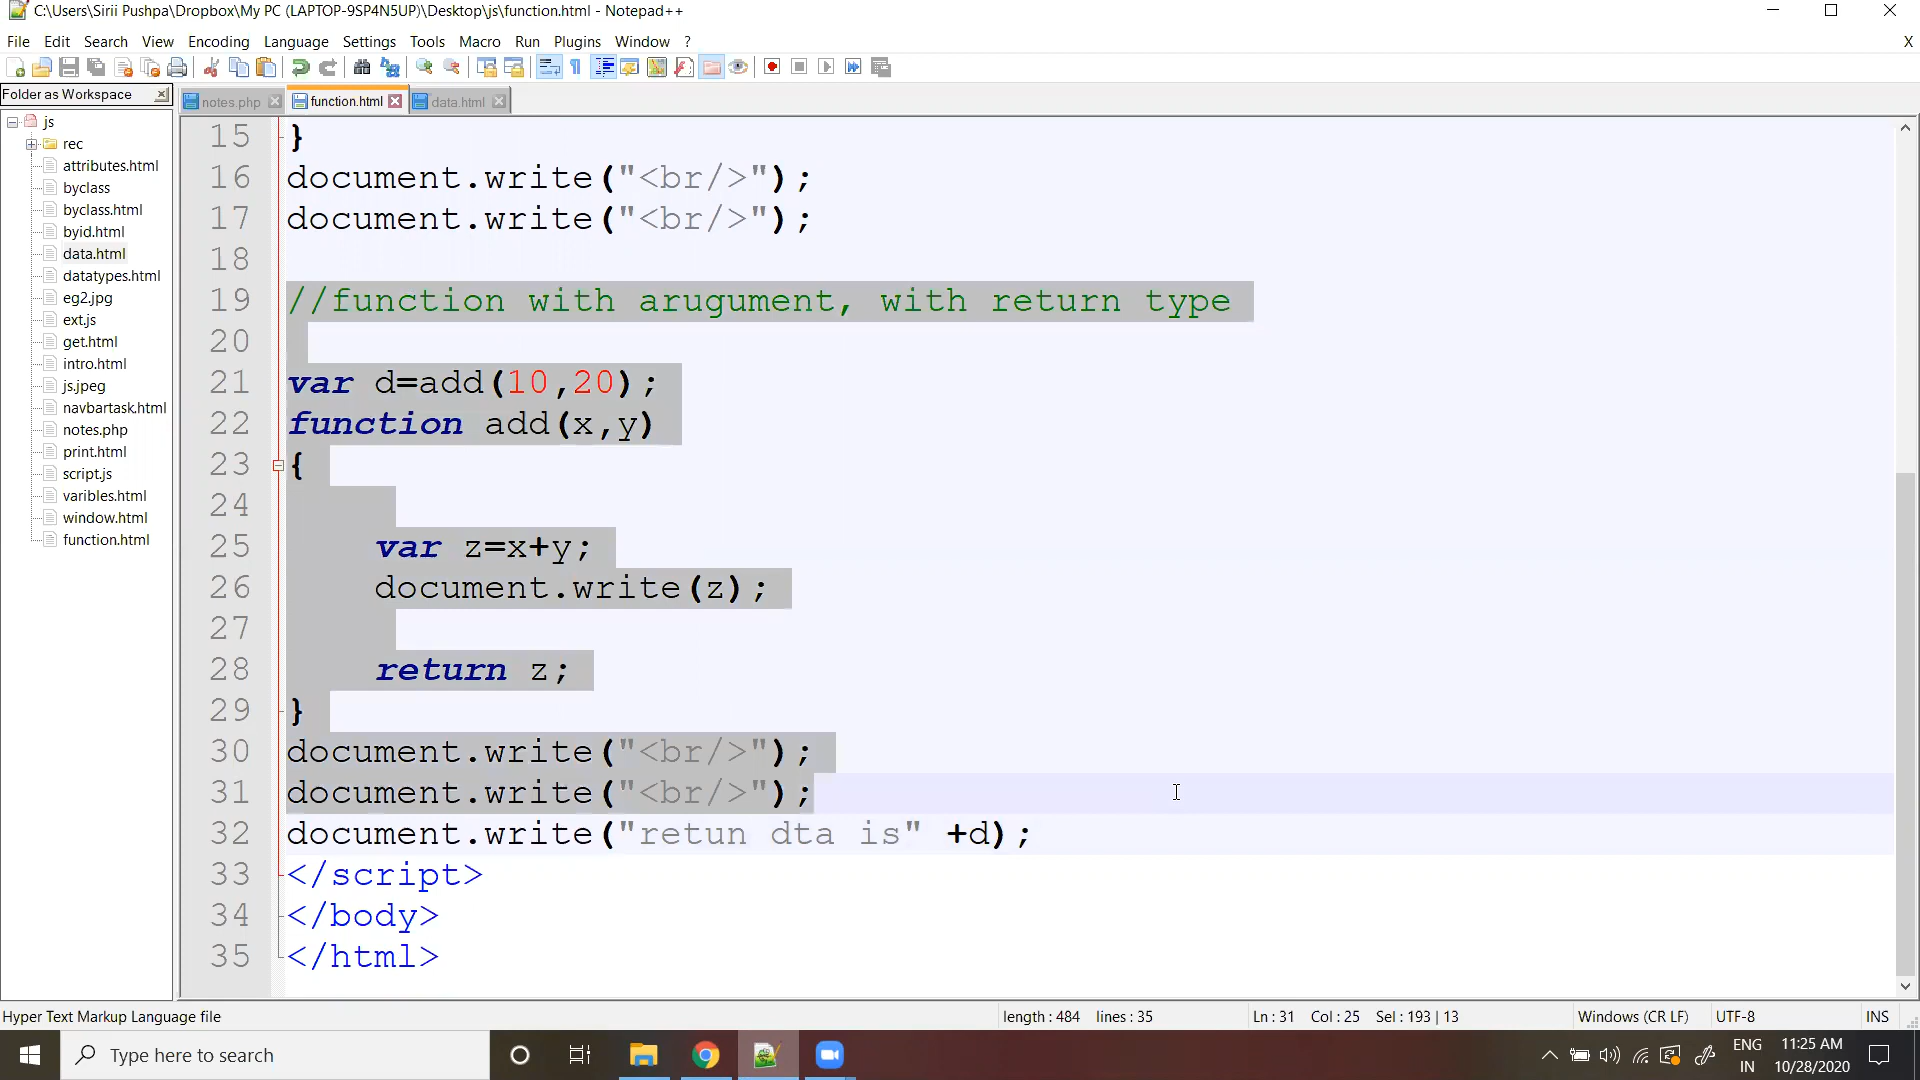 C:\Users\Sirii Pushpa\Dropbox\My PC (LAPTOP-9SP4N5UP)\Desktop\js\function.html - Notepad++
File Edit Search View Encoding Language Settings Tools Macro Run Plugins Window ? X
Folder as Workspace
notes.php function.html data.html
js
rec
attributes.html
byclass
byclass.html
byid.html
data.html
datatypes.html
eg2.jpg
ext.js
get.html
intro.html
js.jpeg
navbartask.html
notes.php
print.html
script.js
varibles.html
window.html
function.html
15 }
16 document.write("<br/>");
17 document.write("<br/>");
18
19 //function with arugument, with return type
20
21 var d=add(10,20);
22 function add(x,y)
23 {
24
25 var z=x+y;
26 document.write(z);
27
28 return z;
29 }
30 document.write("<br/>");
31 document.write("<br/>");
32 document.write("retun dta is" +d);
33 </script>
34 </body>
35 </html>
Hyper Text Markup Language file length : 484 lines : 35 Ln : 31 Col : 25 Sel : 193 | 13 Windows (CR LF) UTF-8 INS
Type here to search
ENG
IN
11:25 AM
10/28/2020